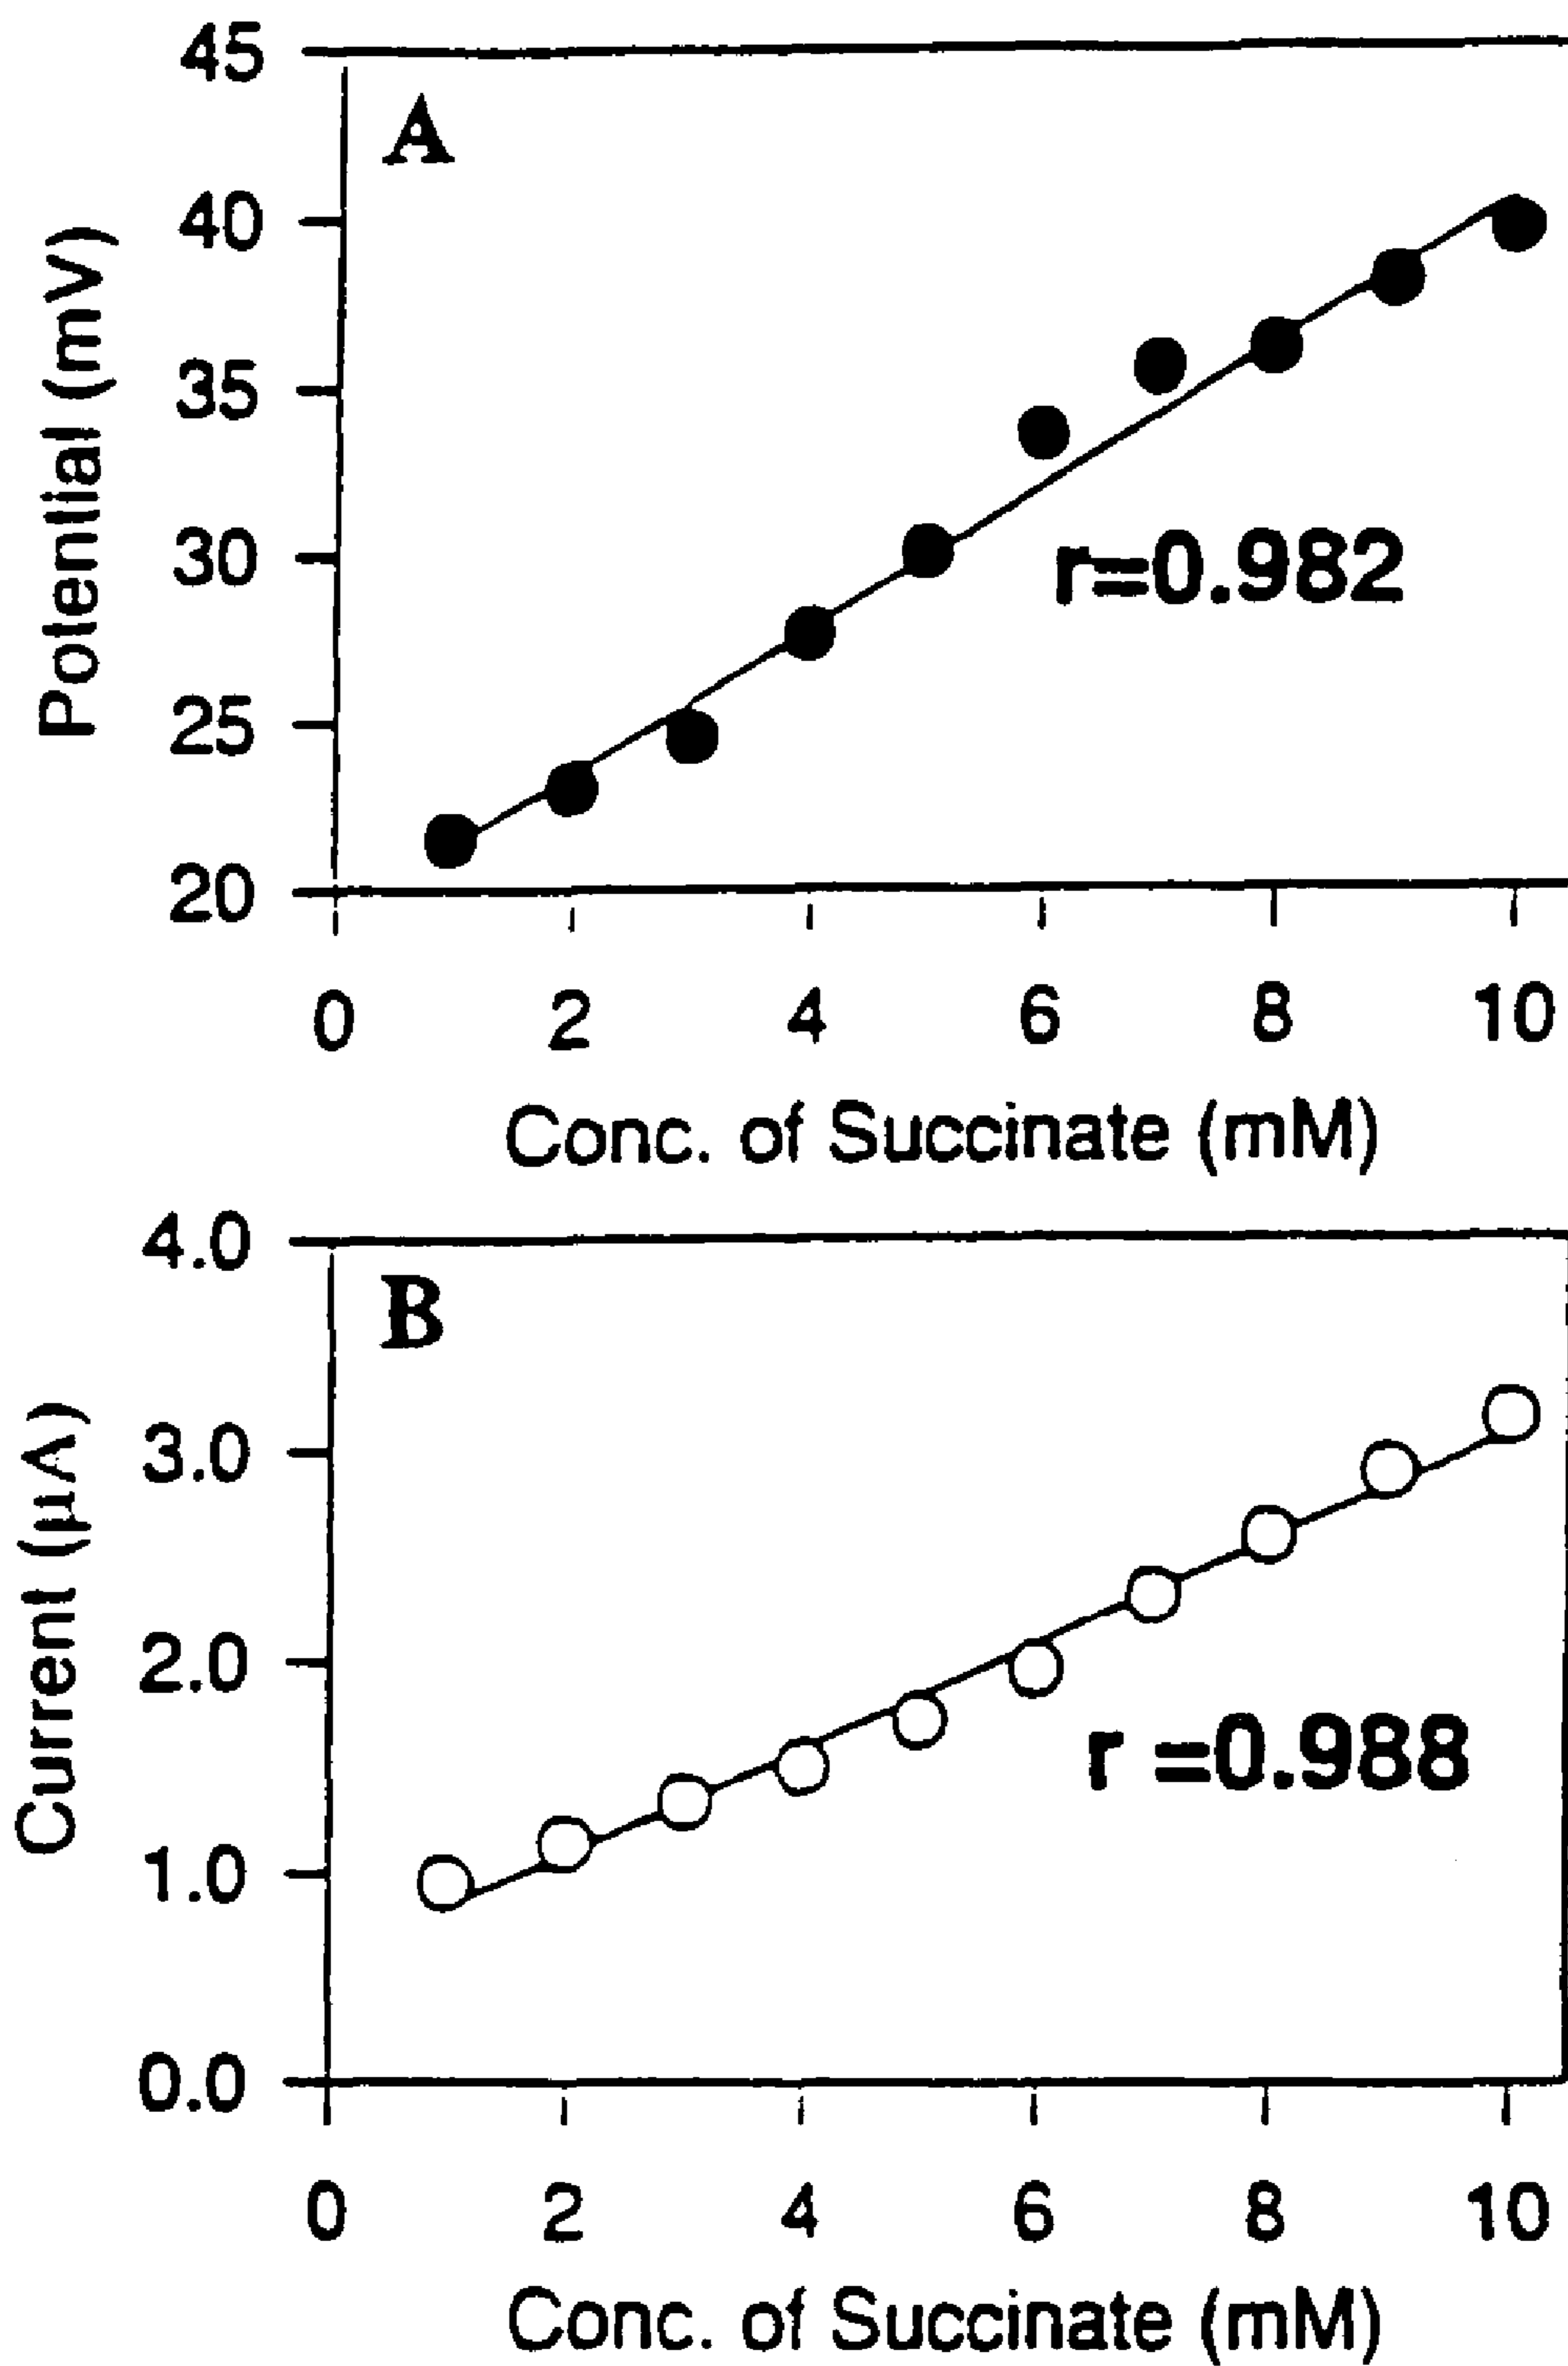 45
A
40
35
30
25
20
Potential (mV)
r=0.982
0 2 4 6 8 10
Conc. of Succinate (mM)
4.0
B
3.0
2.0
1.0
0.0
Current (µA)
r =0.988
0 2 4 6 8 10
Conc. of Succinate (mM)